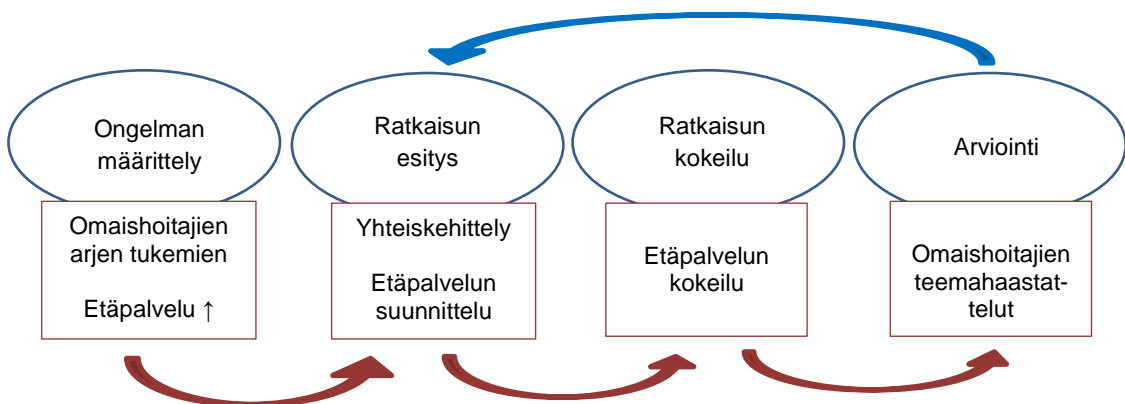 Ongelman
määrittely
Ratkaisun
esitys
Ratkaisun
kokeilu
Arviointi
Omaishoitajien
arjen tukemien
Etäpalvelu ↑
Yhteiskehittely
Etäpalvelun
suunnittelu
Etäpalvelun
kokeilu
Omaishoitajien
teemahaastat-
telut